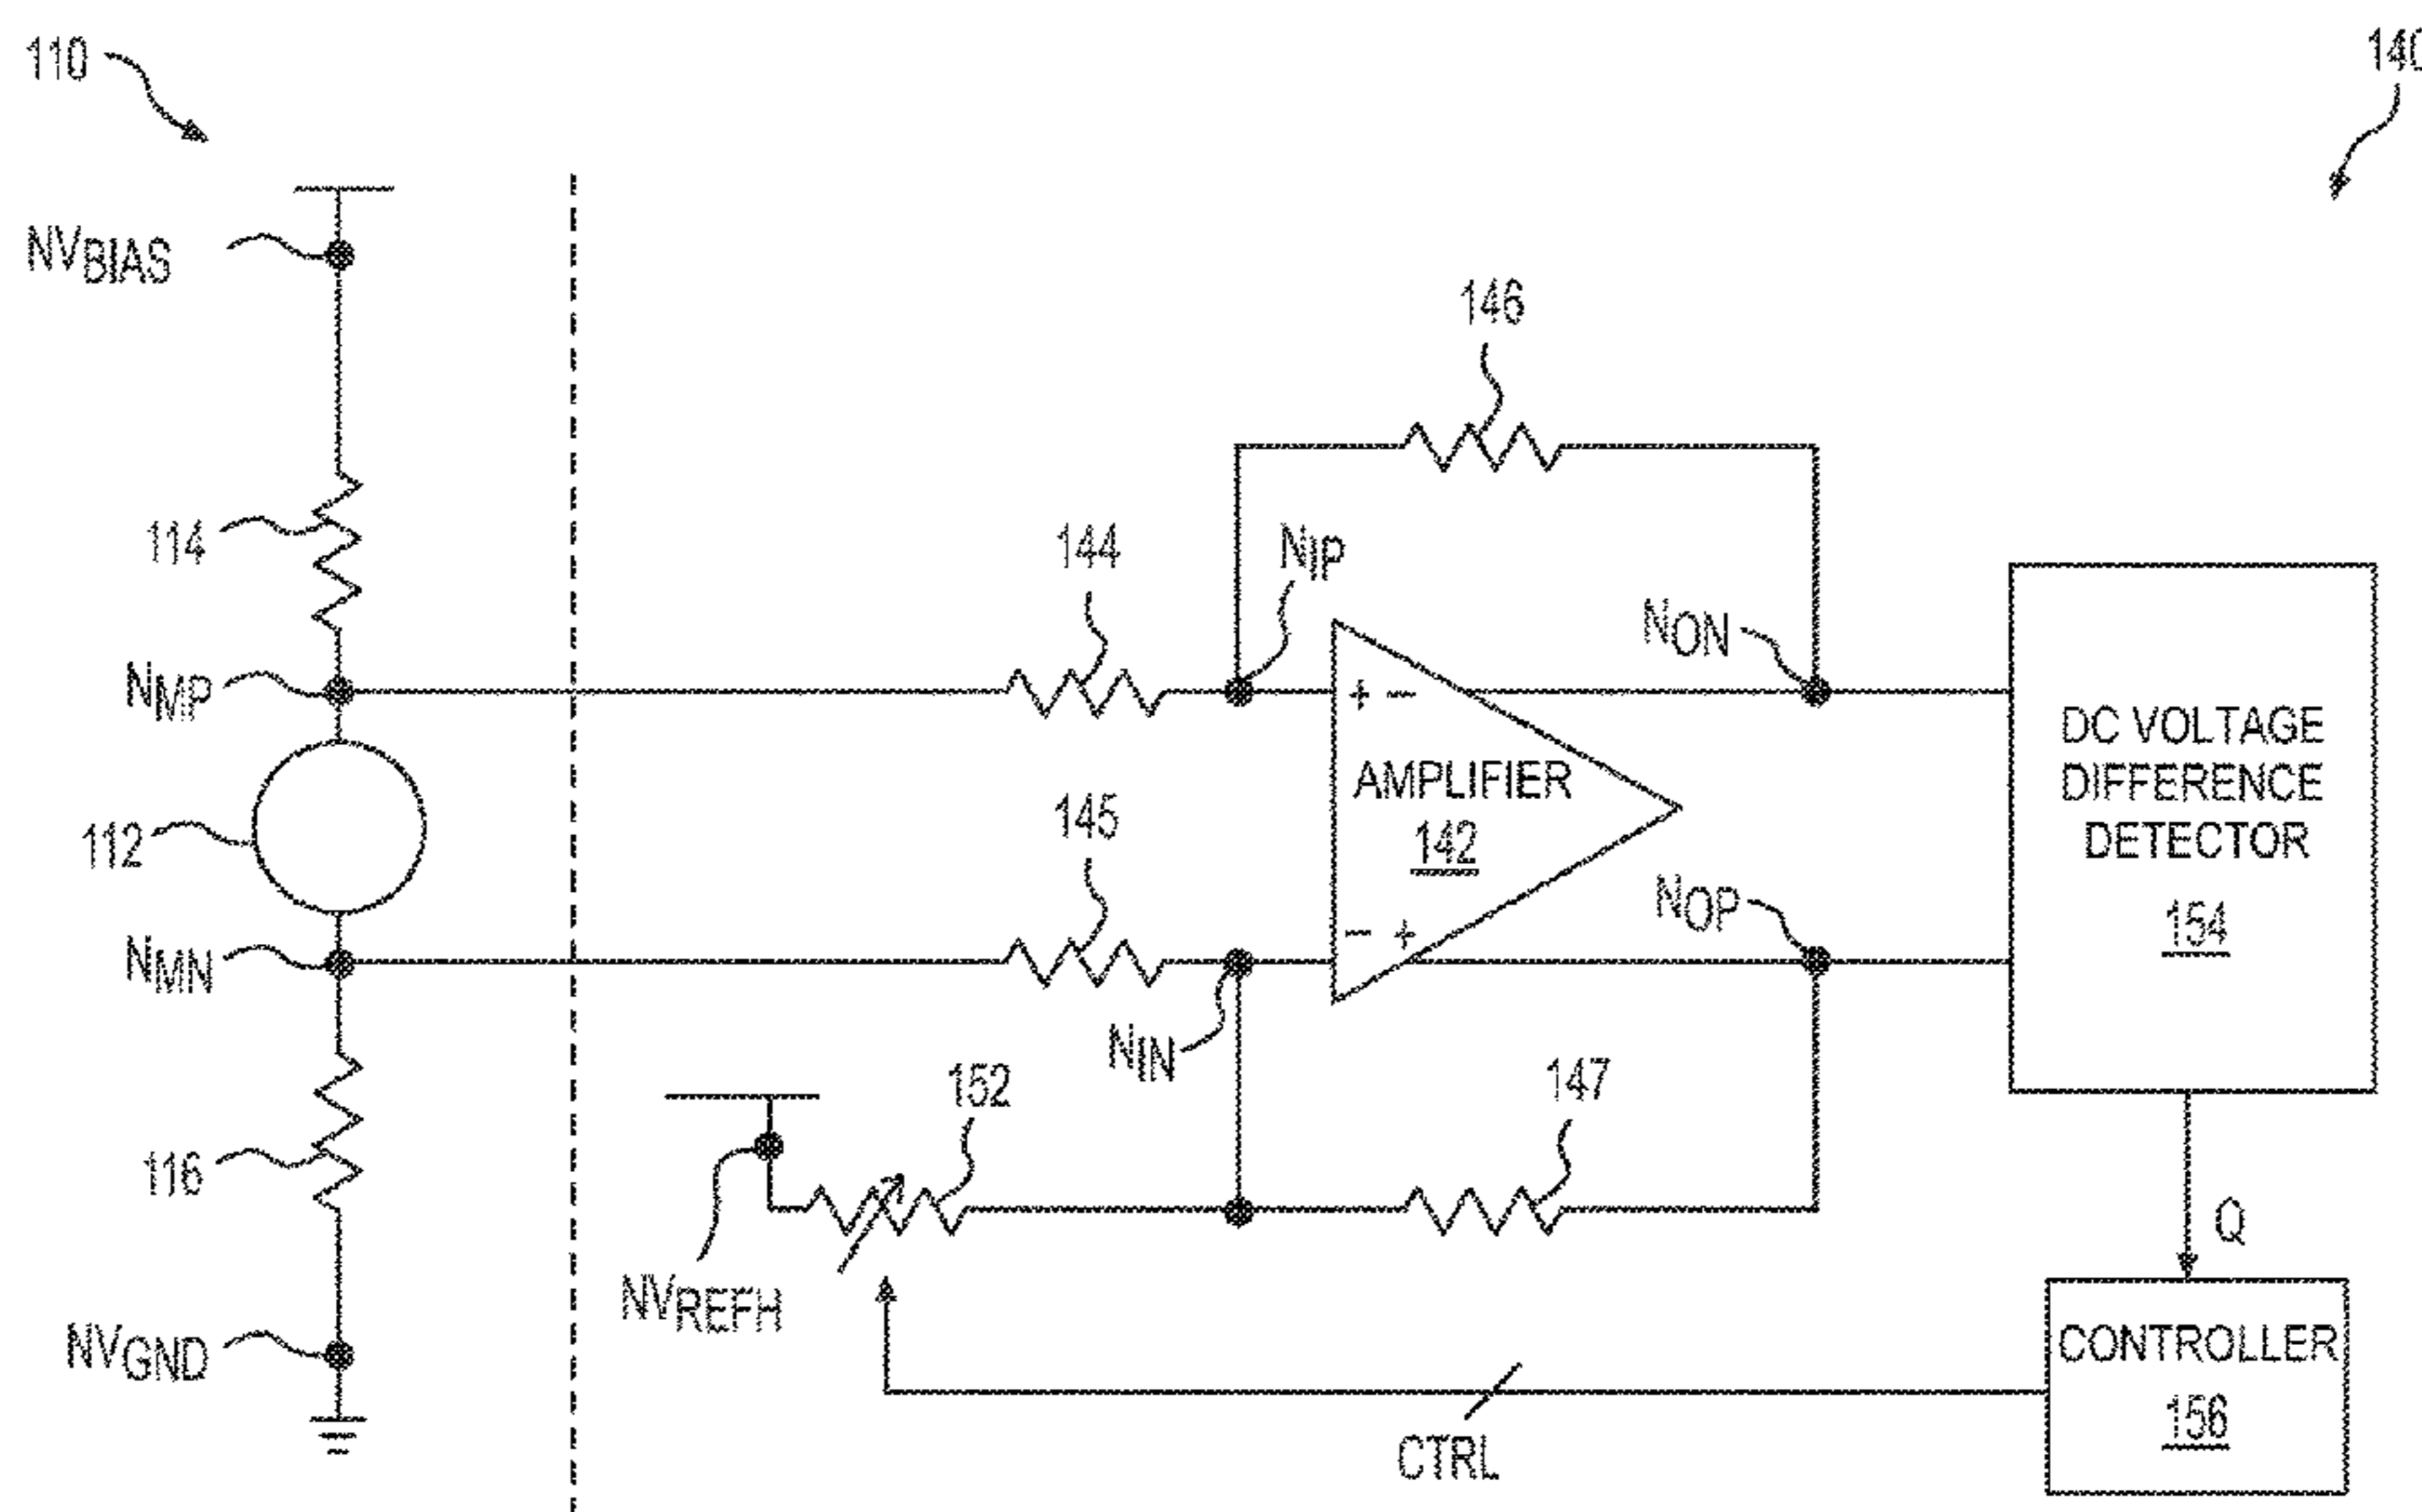 110
140
NVBIAS
146
114
144
NIP
NON
NMP
+ -
DC VOLTAGE
DIFFERENCE
DETECTOR
154
AMPLIFIER
142
112
145
NOP
- +
NMN
NIN
152
147
116
Q
NVREFH
NVGND
CONTROLLER
156
CTRL